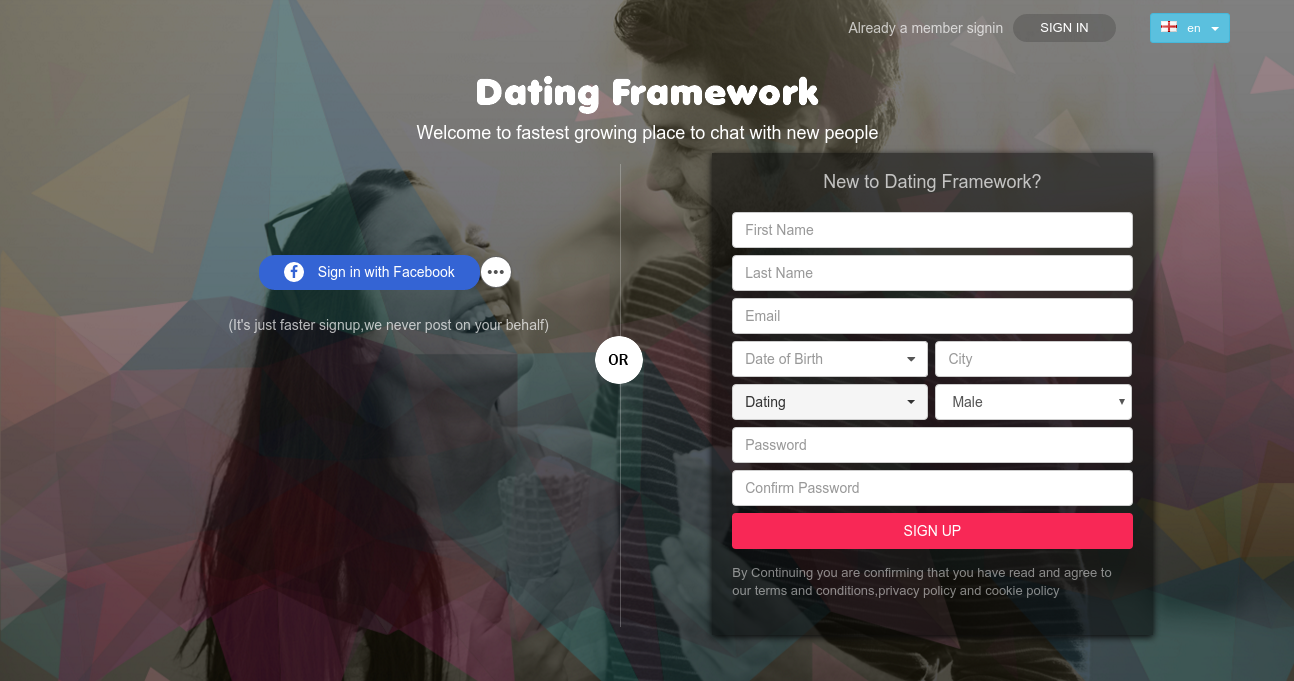 Already a member signin
SIGN IN
en
Dating Framework
Welcome to fastest growing place to chat with new people
New to Dating Framework?
First Name
Last Name
Email
Date of Birth
City
Dating
Male
Password
Confirm Password
SIGN UP
By Continuing you are confirming that you have read and agree to
our terms and conditions,privacy policy and cookie policy
Sign in with Facebook
(It's just faster signup,we never post on your behalf)
OR